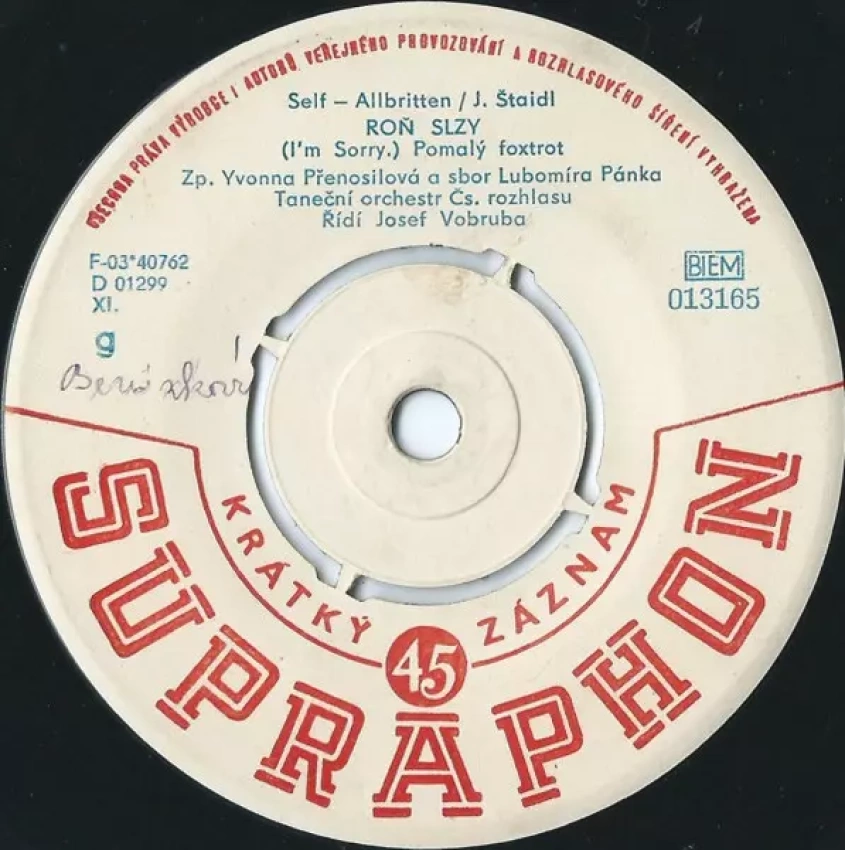 VŠECHNA PRÁVA VÝROBCE I AUTORŮ VEŘEJNÉHO PROVOZOVÁNÍ A ROZHLASOVÉHO ŠÍŘENÍ VYHRAŽENA
Self – Allbritten / J. Štaidl
ROŇ SLZY
(I'm Sorry.) Pomalý foxtrot
Zp. Yvonna Přenosilová a sbor Lubomíra Pánka
Taneční orchestr Čs. rozhlasu
Řídí Josef Vobruba
F-03*40762
D 01299
XI.
g
BIEM
013165
KRÁTKÝ 45 ZÁZNAM
SUPRAPHON